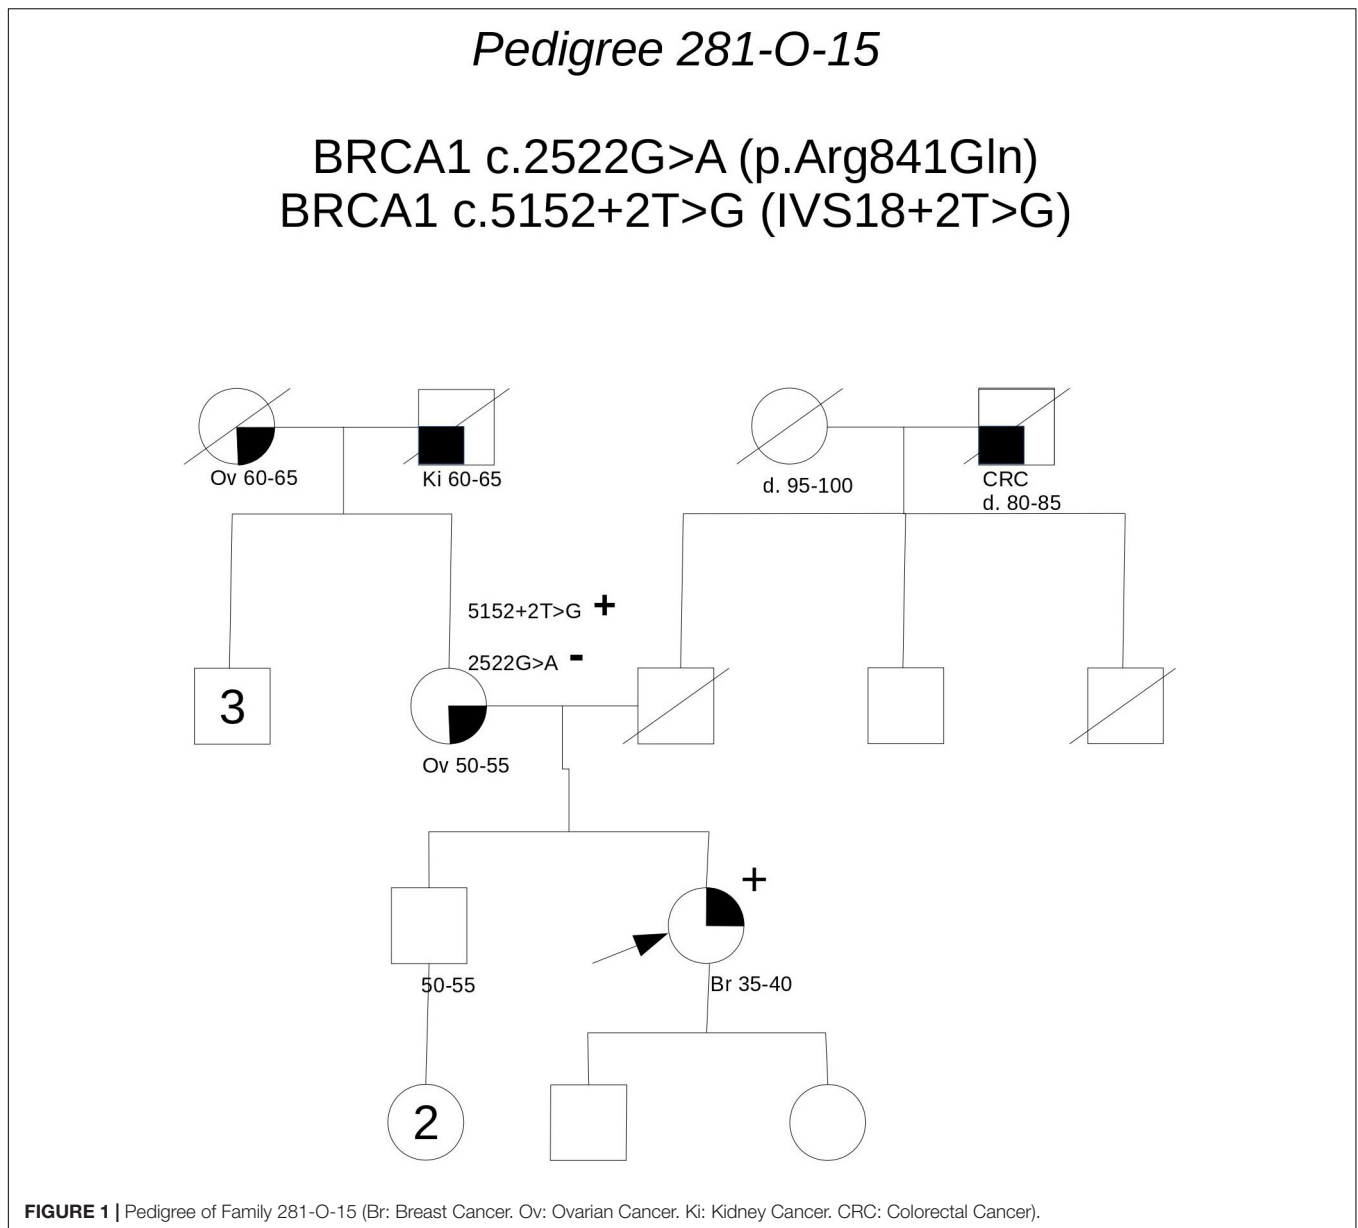 Pedigree 281-O-15
BRCA1 c.2522G>A (p.Arg841Gln)
BRCA1 c.5152+2T>G (IVS18+2T>G)
Ov 60-65
Ki 60-65
d. 95-100
CRC
d. 80-85
5152+2T>G +
2522G>A -
3
Ov 50-55
+
50-55
Br 35-40
2
FIGURE 1 | Pedigree of Family 281-O-15 (Br: Breast Cancer. Ov: Ovarian Cancer. Ki: Kidney Cancer. CRC: Colorectal Cancer).